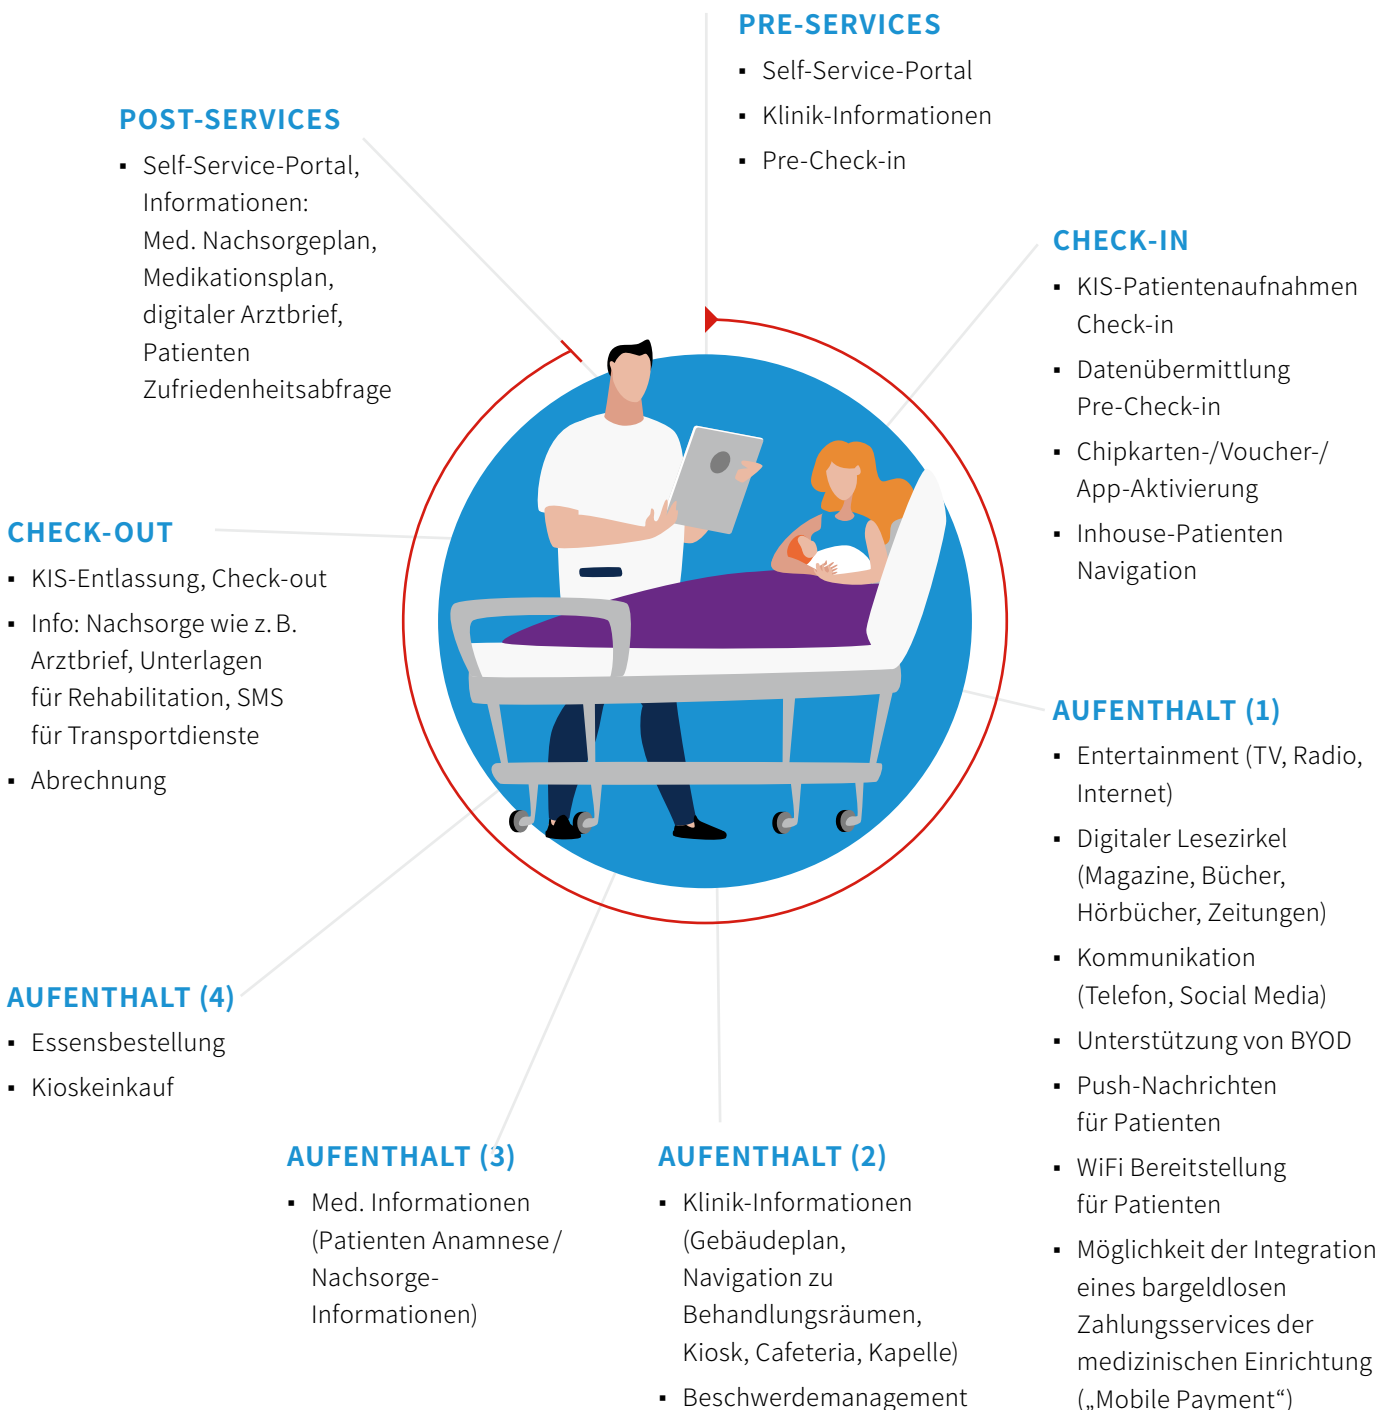 PRE-SERVICES
▪ Self-Service-Portal
▪ Klinik-Informationen
▪ Pre-Check-in
CHECK-IN
▪ KIS-Patientenaufnahmen
Check-in
▪ Datenübermittlung
Pre-Check-in
▪ Chipkarten-/Voucher-/
App-Aktivierung
▪ Inhouse-Patienten
Navigation
AUFENTHALT (1)
▪ Entertainment (TV, Radio,
Internet)
▪ Digitaler Lesezirkel
(Magazine, Bücher,
Hörbücher, Zeitungen)
▪ Kommunikation
(Telefon, Social Media)
▪ Unterstützung von BYOD
▪ Push-Nachrichten
für Patienten
▪ WiFi Bereitstellung
für Patienten
▪ Möglichkeit der Integration
eines bargeldlosen
Zahlungsservices der
medizinischen Einrichtung
(„Mobile Payment“)
AUFENTHALT (2)
▪ Klinik-Informationen
(Gebäudeplan,
Navigation zu
Behandlungsräumen,
Kiosk, Cafeteria, Kapelle)
▪ Beschwerdemanagement
AUFENTHALT (3)
▪ Med. Informationen
(Patienten Anamnese/
Nachsorge-
Informationen)
AUFENTHALT (4)
▪ Essensbestellung
▪ Kioskeinkauf
CHECK-OUT
▪ KIS-Entlassung, Check-out
▪ Info: Nachsorge wie z. B.
Arztbrief, Unterlagen
für Rehabilitation, SMS
für Transportdienste
▪ Abrechnung
POST-SERVICES
▪ Self-Service-Portal,
Informationen:
Med. Nachsorgeplan,
Medikationsplan,
digitaler Arztbrief,
Patienten
Zufriedenheitsabfrage